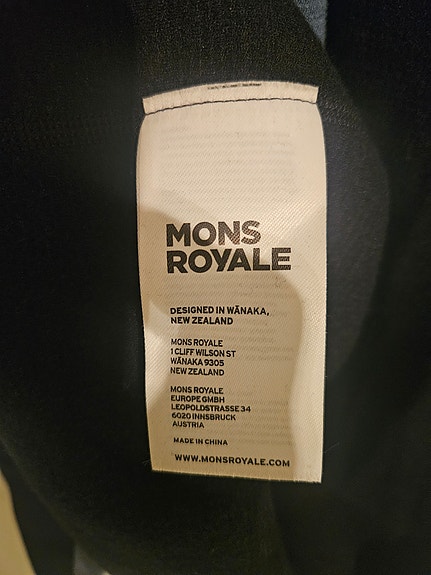 MONS
ROYALE
DESIGNED IN WĀNAKA,
NEW ZEALAND
MONS ROYALE
1 CLIFF WILSON ST
WĀNAKA 9305
NEW ZEALAND
MONS ROYALE
EUROPE GMBH
LEOPOLDSTRASSE 34
6020 INNSBRUCK
AUSTRIA
MADE IN CHINA
WWW.MONSROYALE.COM